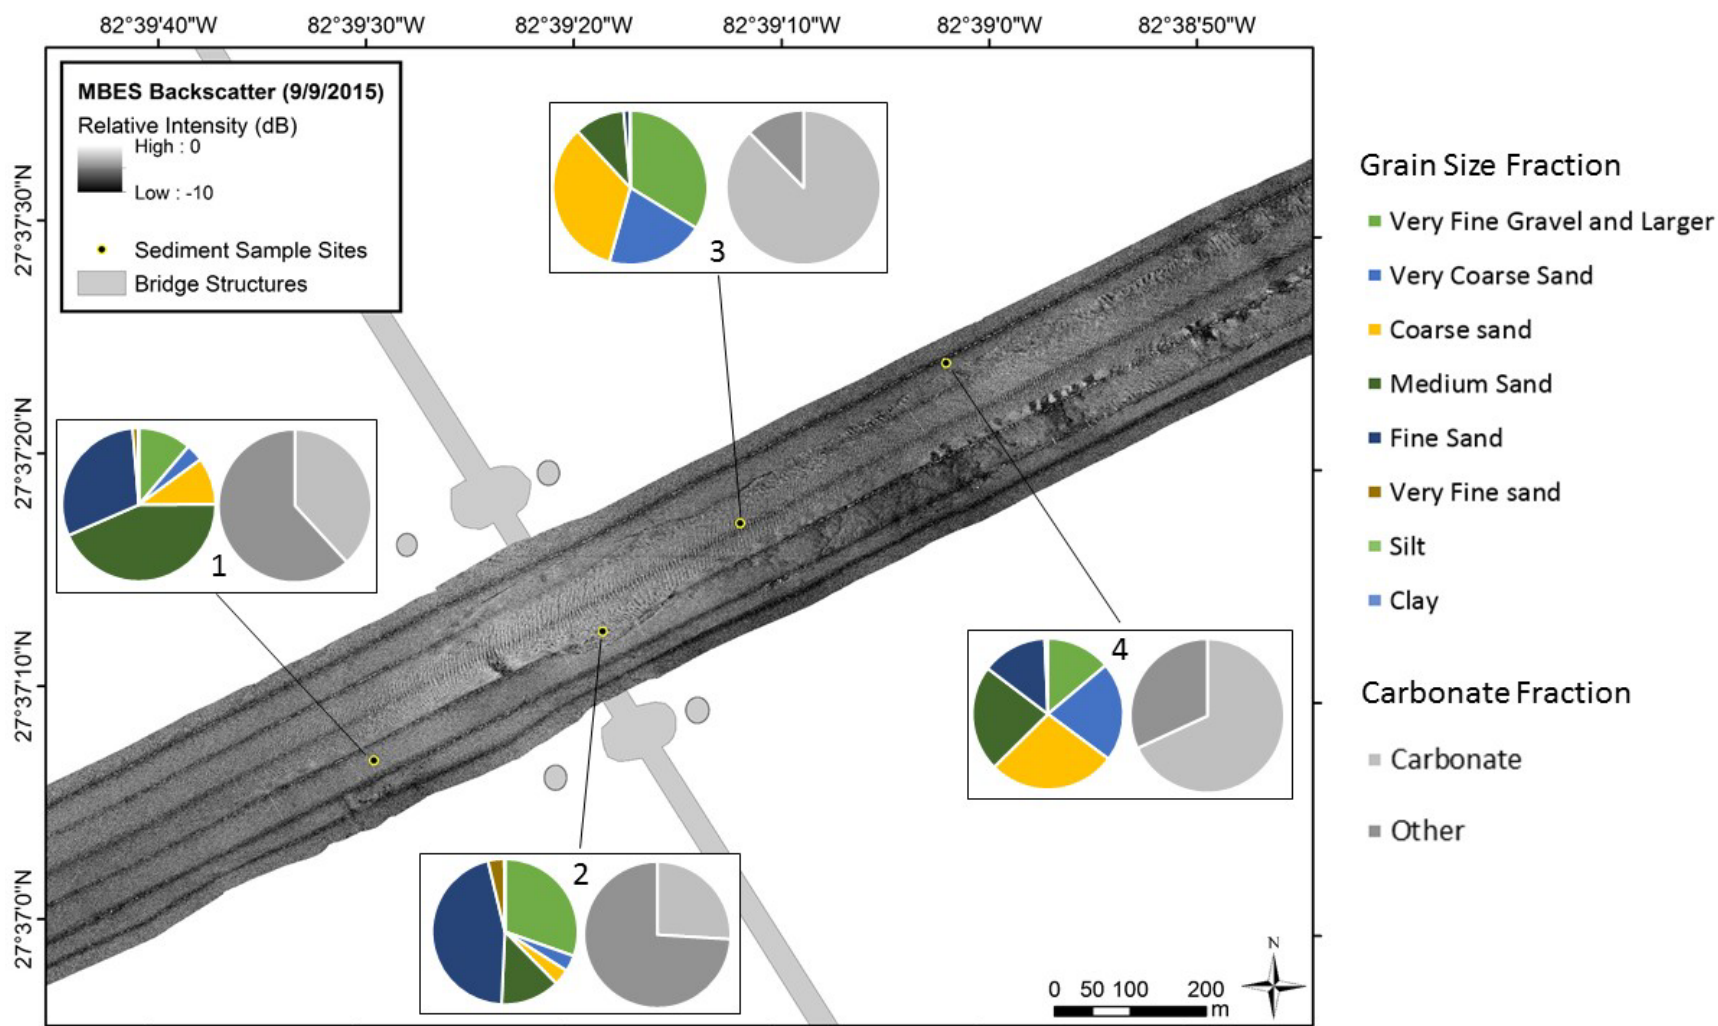 82°39'40"W 82°39'30"W 82°39'20"W 82°39'10"W 82°39'0"W 82°38'50"W
MBES Backscatter (9/9/2015)
Relative Intensity (dB)
High : 0
Low : -10
Sediment Sample Sites
Bridge Structures
27°37'30"N
27°37'20"N
27°37'10"N
27°37'0"N
3
1
4
2
N
0 50 100 200
m
Grain Size Fraction
Very Fine Gravel and Larger
Very Coarse Sand
Coarse sand
Medium Sand
Fine Sand
Very Fine sand
Silt
Clay
Carbonate Fraction
Carbonate
Other